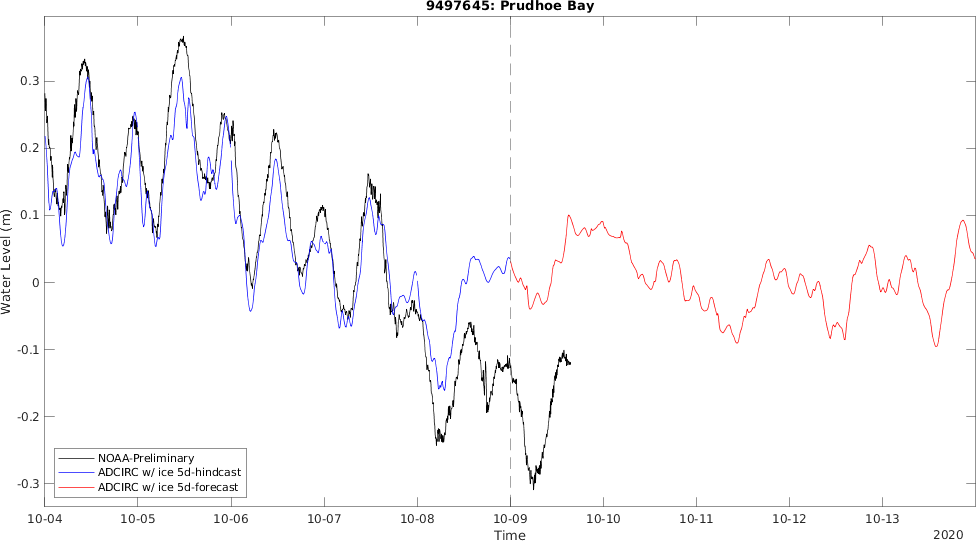 9497645: Prudhoe Bay
Water Level (m)
0.3
0.2
0.1
0
-0.1
-0.2
-0.3
NOAA-Preliminary
ADCIRC w/ ice 5d-hindcast
ADCIRC w/ ice 5d-forecast
10-04 10-05 10-06 10-07 10-08 10-09 10-10 10-11 10-12 10-13
Time
2020